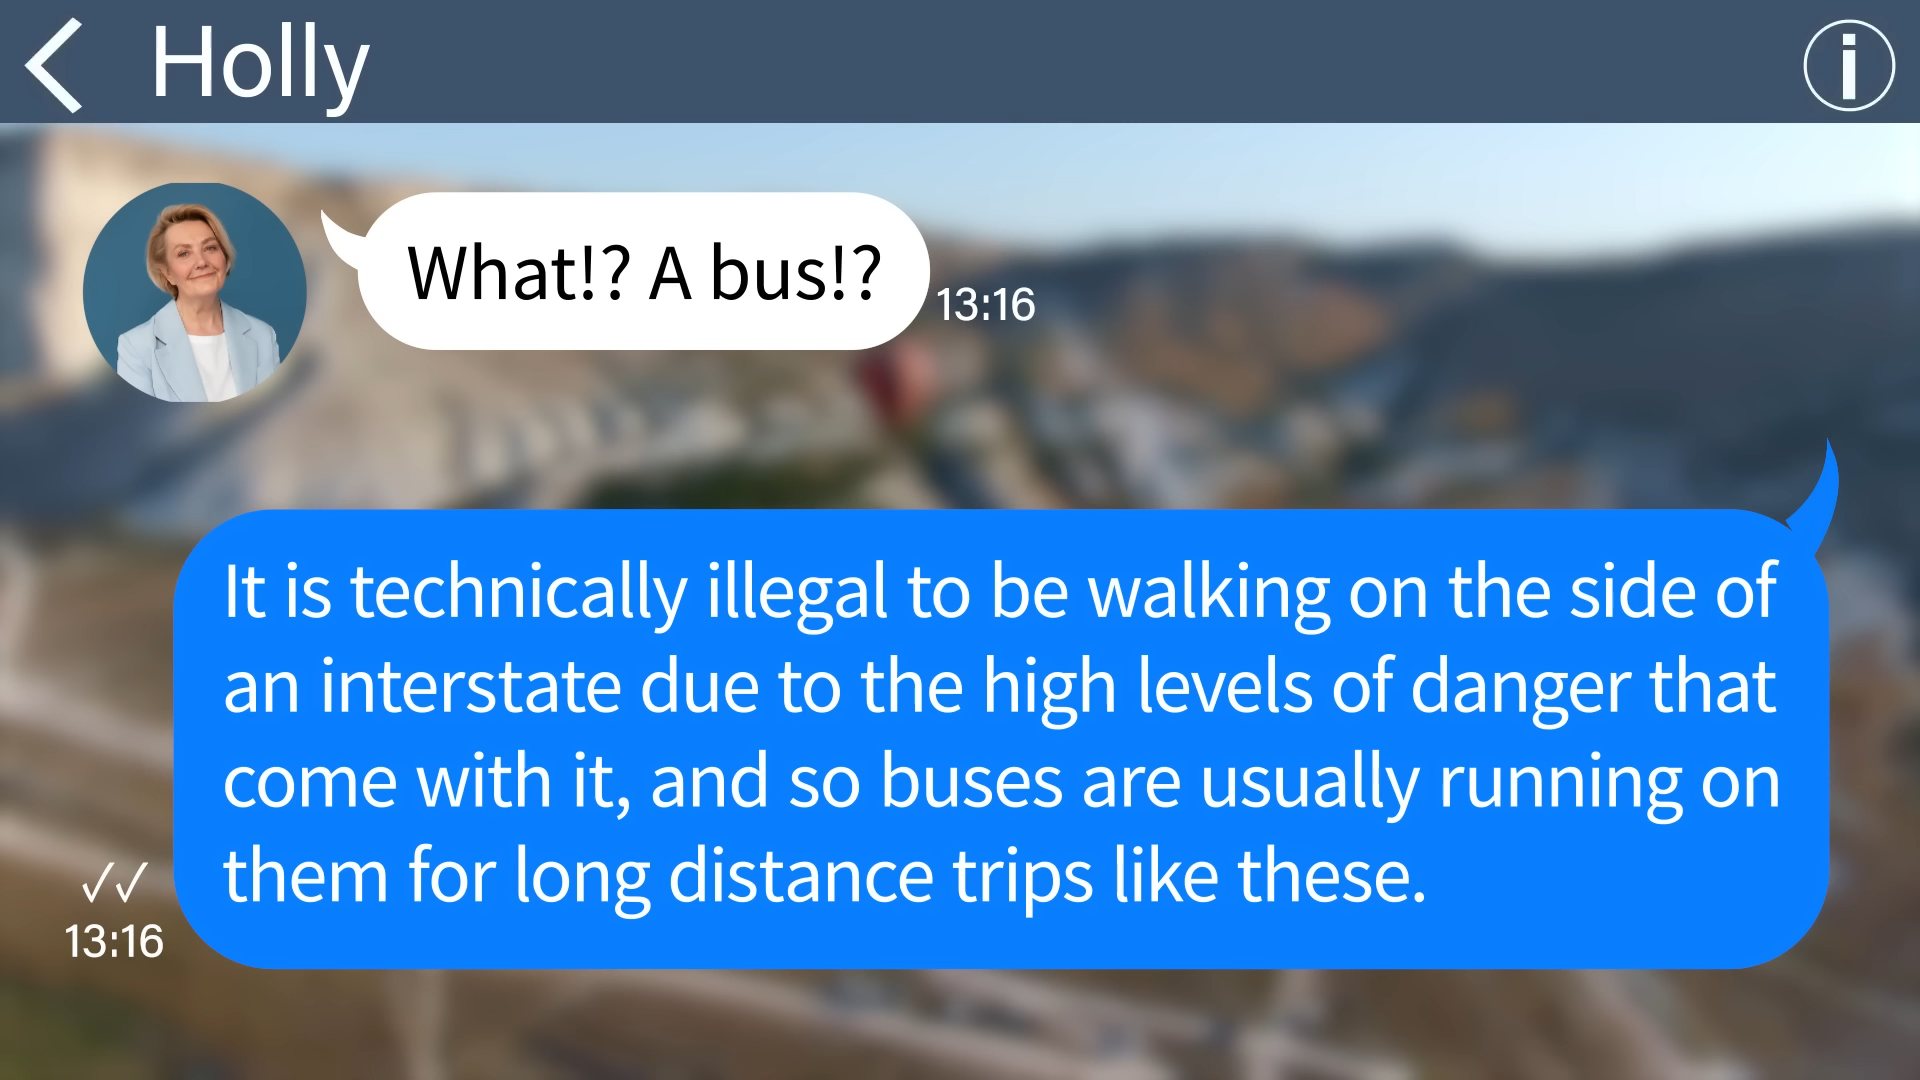 Holly
What!? A bus!?
13:16
It is technically illegal to be walking on the side of
an interstate due to the high levels of danger that
come with it, and so buses are usually running on
them for long distance trips like these.
13:16